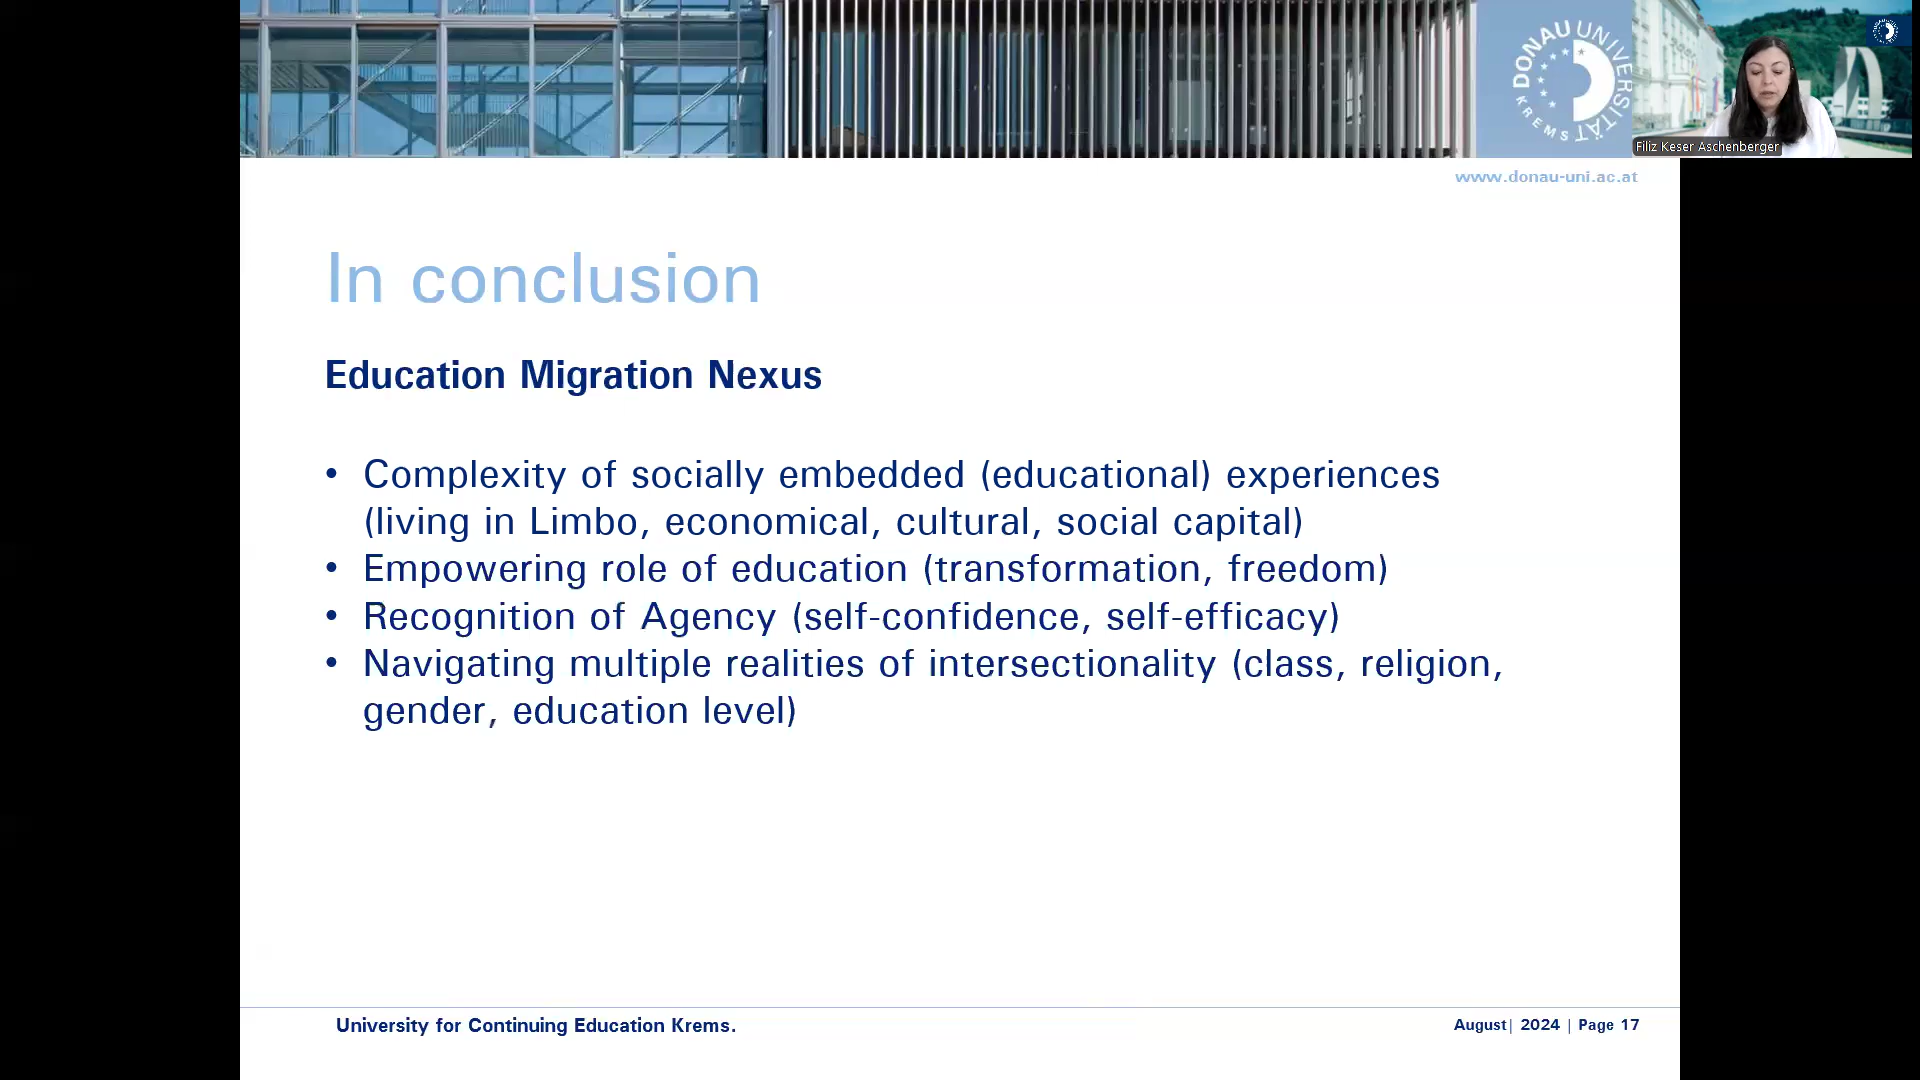 DONAU UNIVERSITÄT KREMS
Filiz Keser Aschenberger
www.donau-uni.ac.at
In conclusion
Education Migration Nexus
• Complexity of socially embedded (educational) experiences
(living in Limbo, economical, cultural, social capital)
• Empowering role of education (transformation, freedom)
• Recognition of Agency (self-confidence, self-efficacy)
• Navigating multiple realities of intersectionality (class, religion,
gender, education level)
University for Continuing Education Krems.
August| 2024 | Page 17